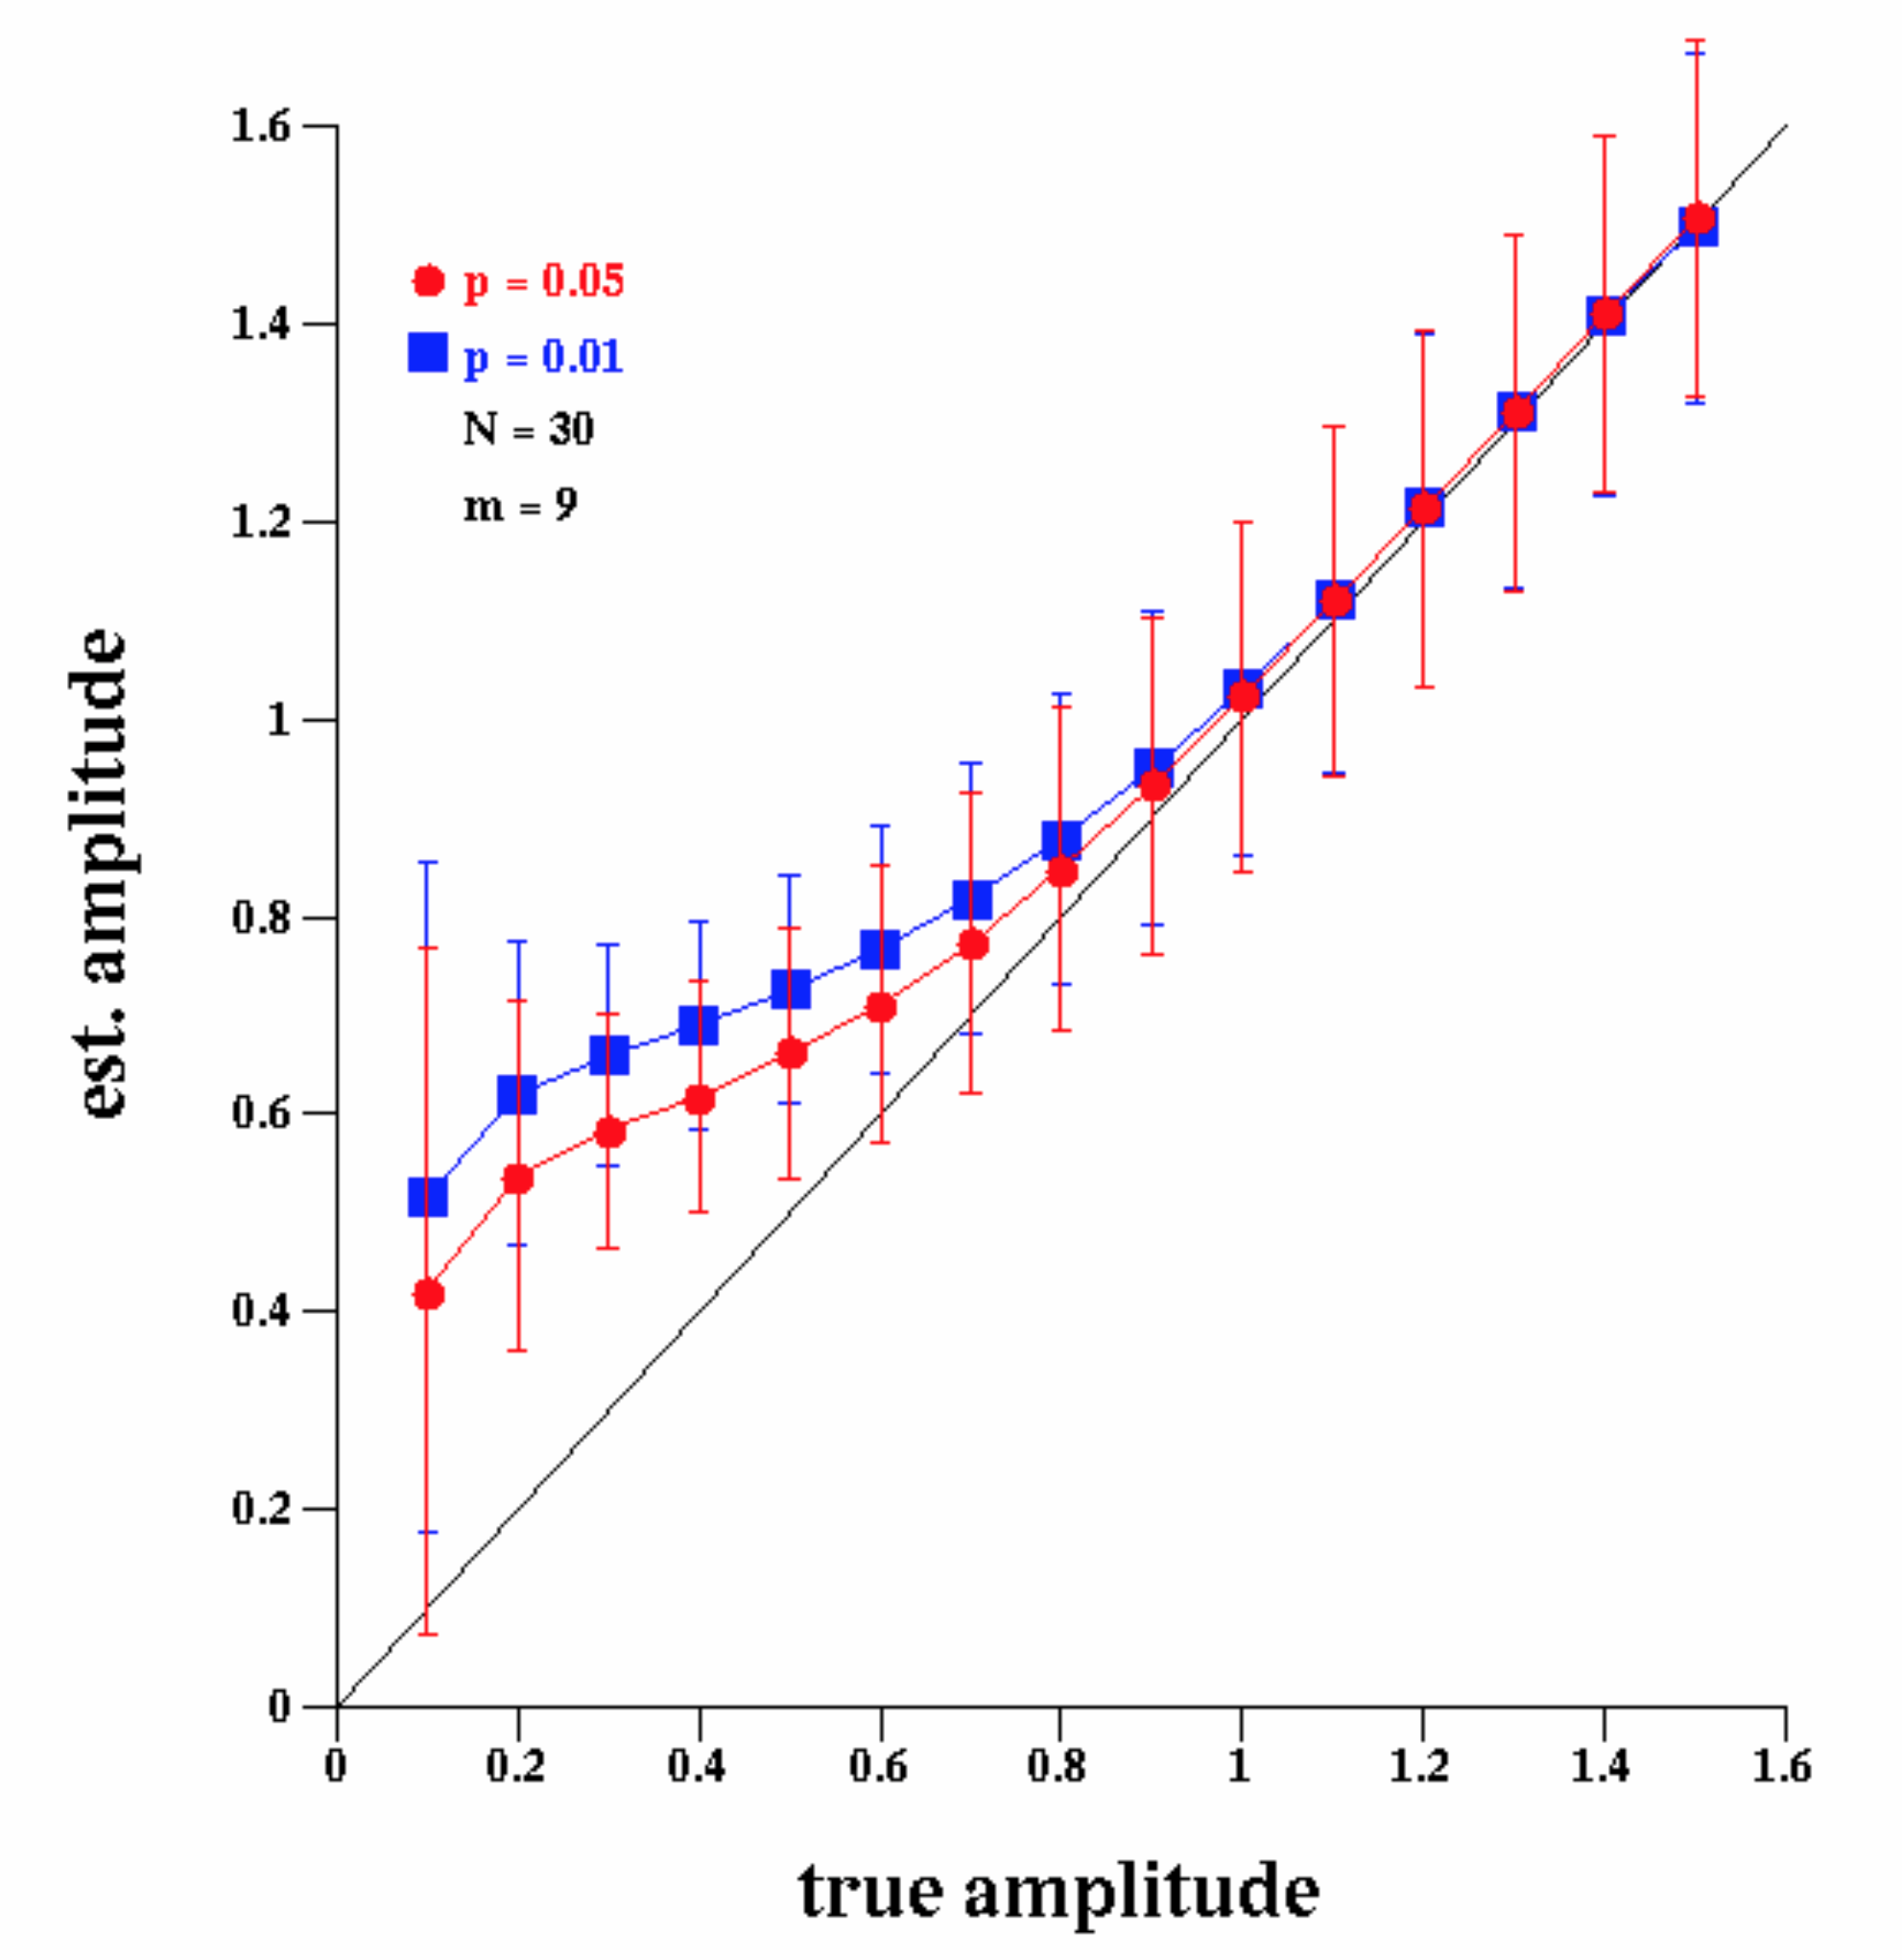 1.6
1.4
1.2
1
0.8
0.6
0.4
0.2
0
p = 0.05
p = 0.01
N = 30
m = 9
est. amplitude
0 0.2 0.4 0.6 0.8 1 1.2 1.4 1.6
true amplitude